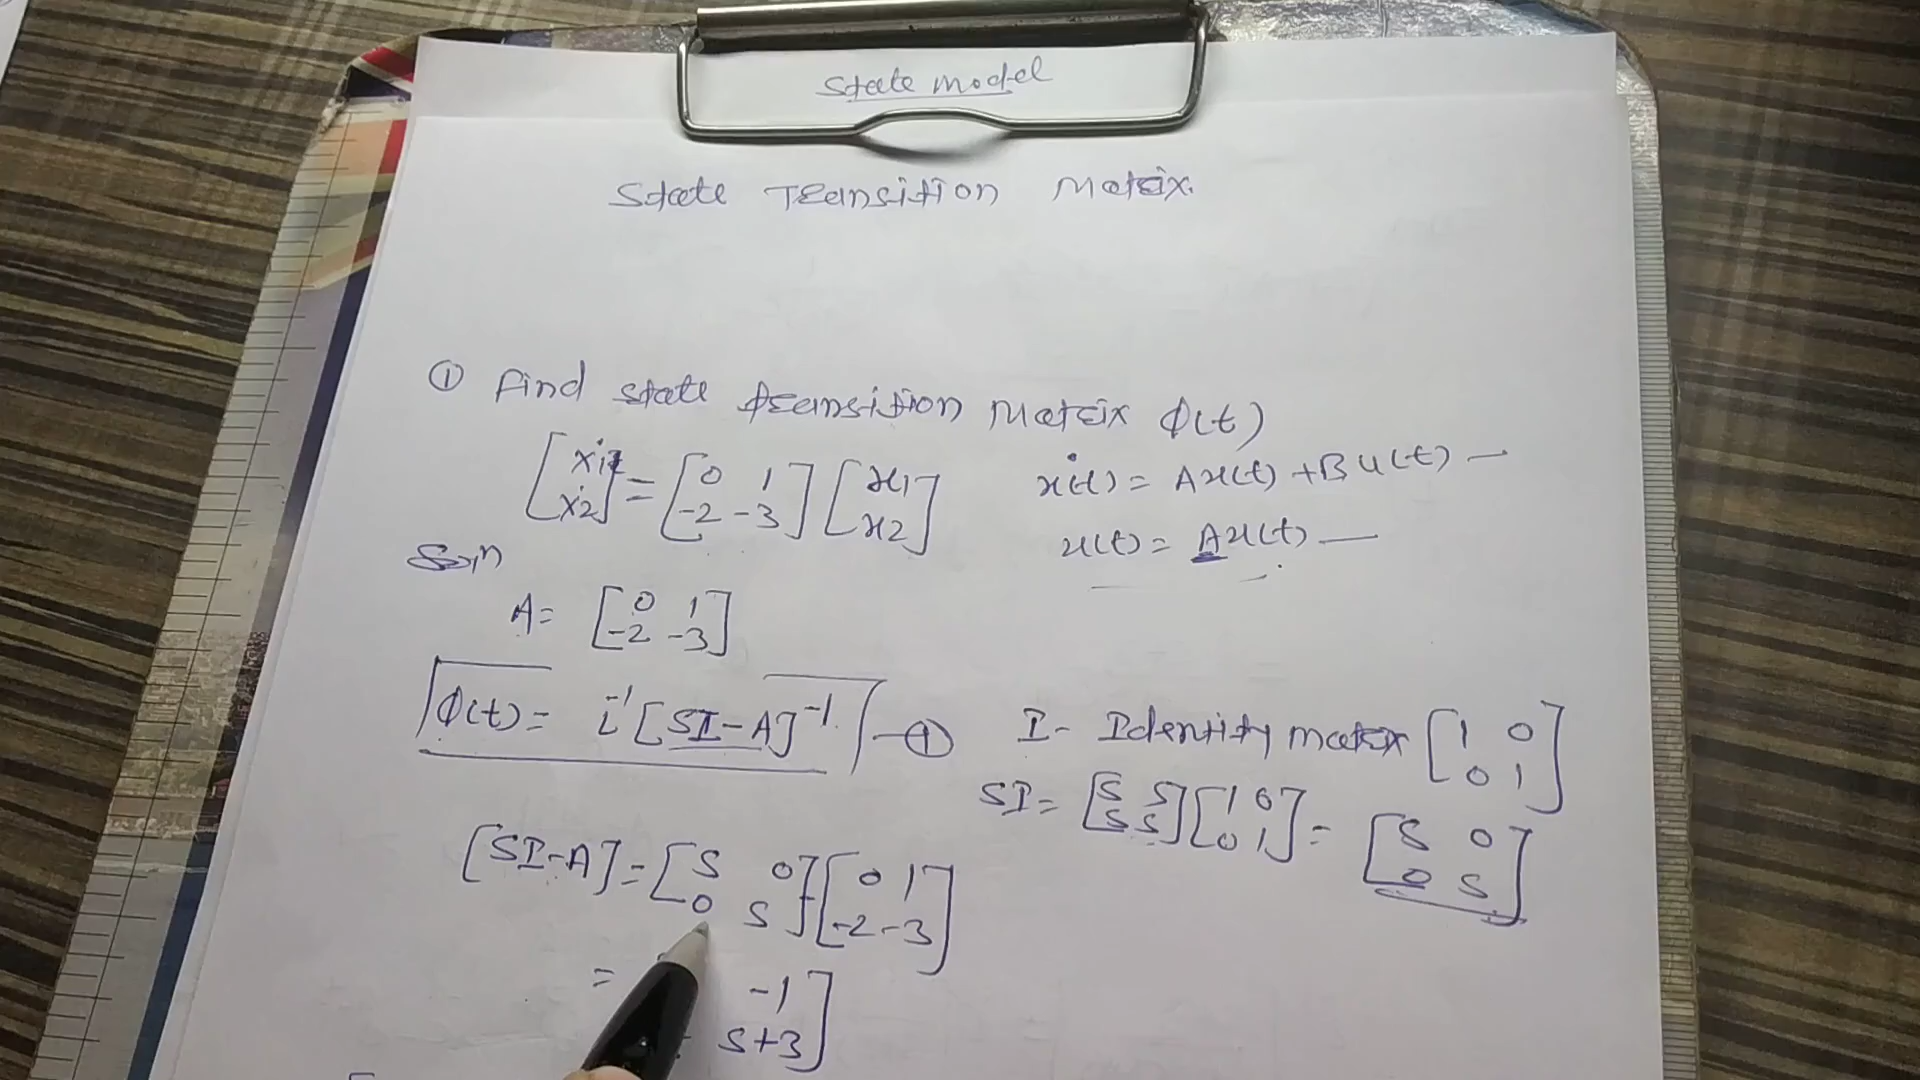 State model
State Transition Matrix.
① Find State transition Matrix ϕ(t)
[ẋ1 ẋ2] = [0 1 -2 -3] [x1 x2]
ẋ(t) = Ax(t) + Bu(t) —
x(t) = Ax(t) —
Soln
A = [0 1 -2 -3]
ϕ(t) = L⁻¹ [SI-A]⁻¹ — ①
I - Identity matrix [1 0 0 1]
SI = [S S S S] [1 0 0 1] = [S 0 0 S]
[SI-A] = [S 0 0 S] - [0 1 -2 -3]
= -1 S+3]